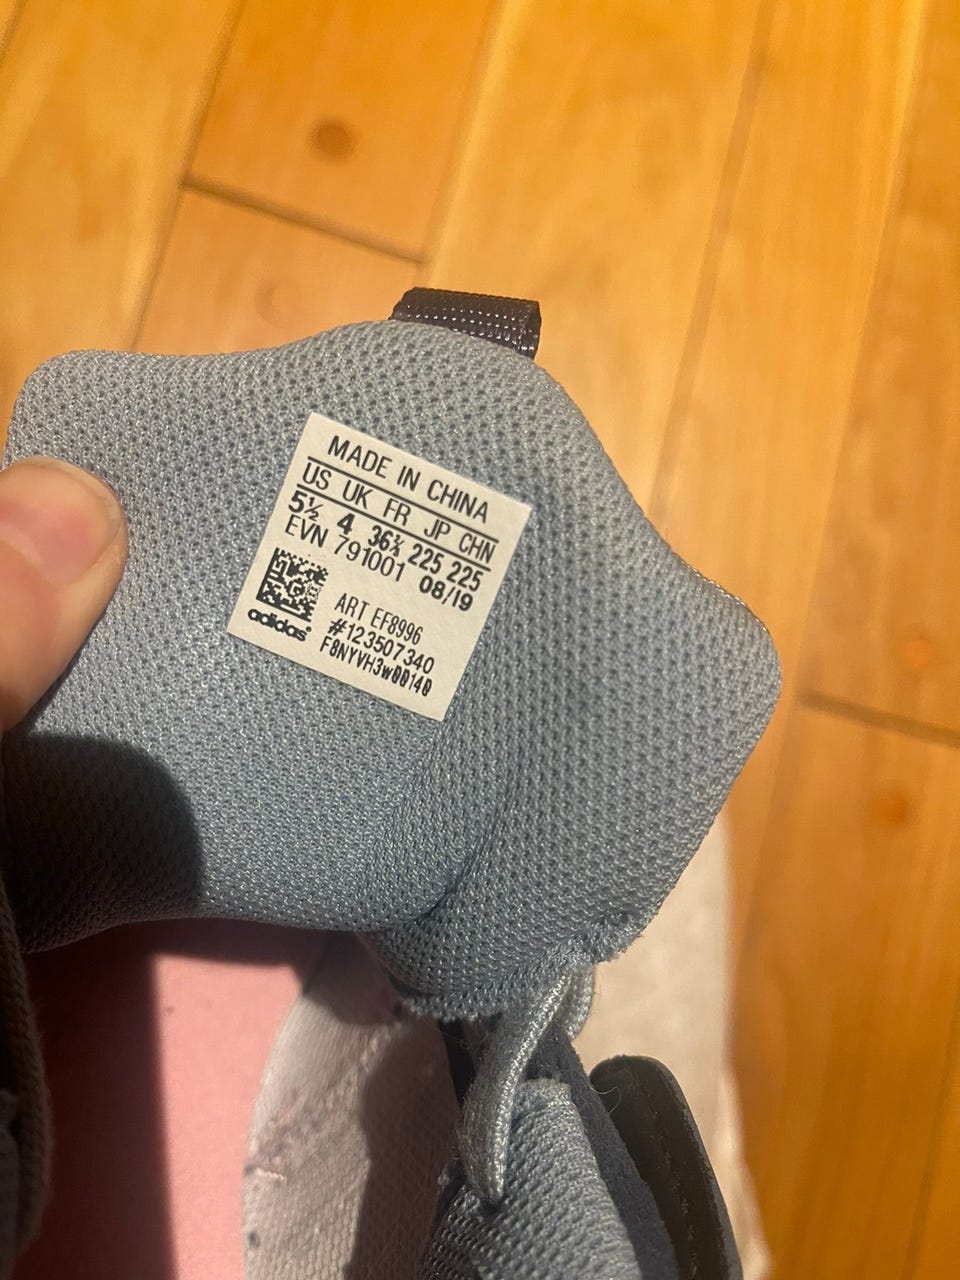 MADE IN CHINA
US UK FR JP CHN
5½ 4 36⅔ 225 225
EVN 791001 08/19
ART EF8996
#123507340
F8NYVH3w00140
adidas